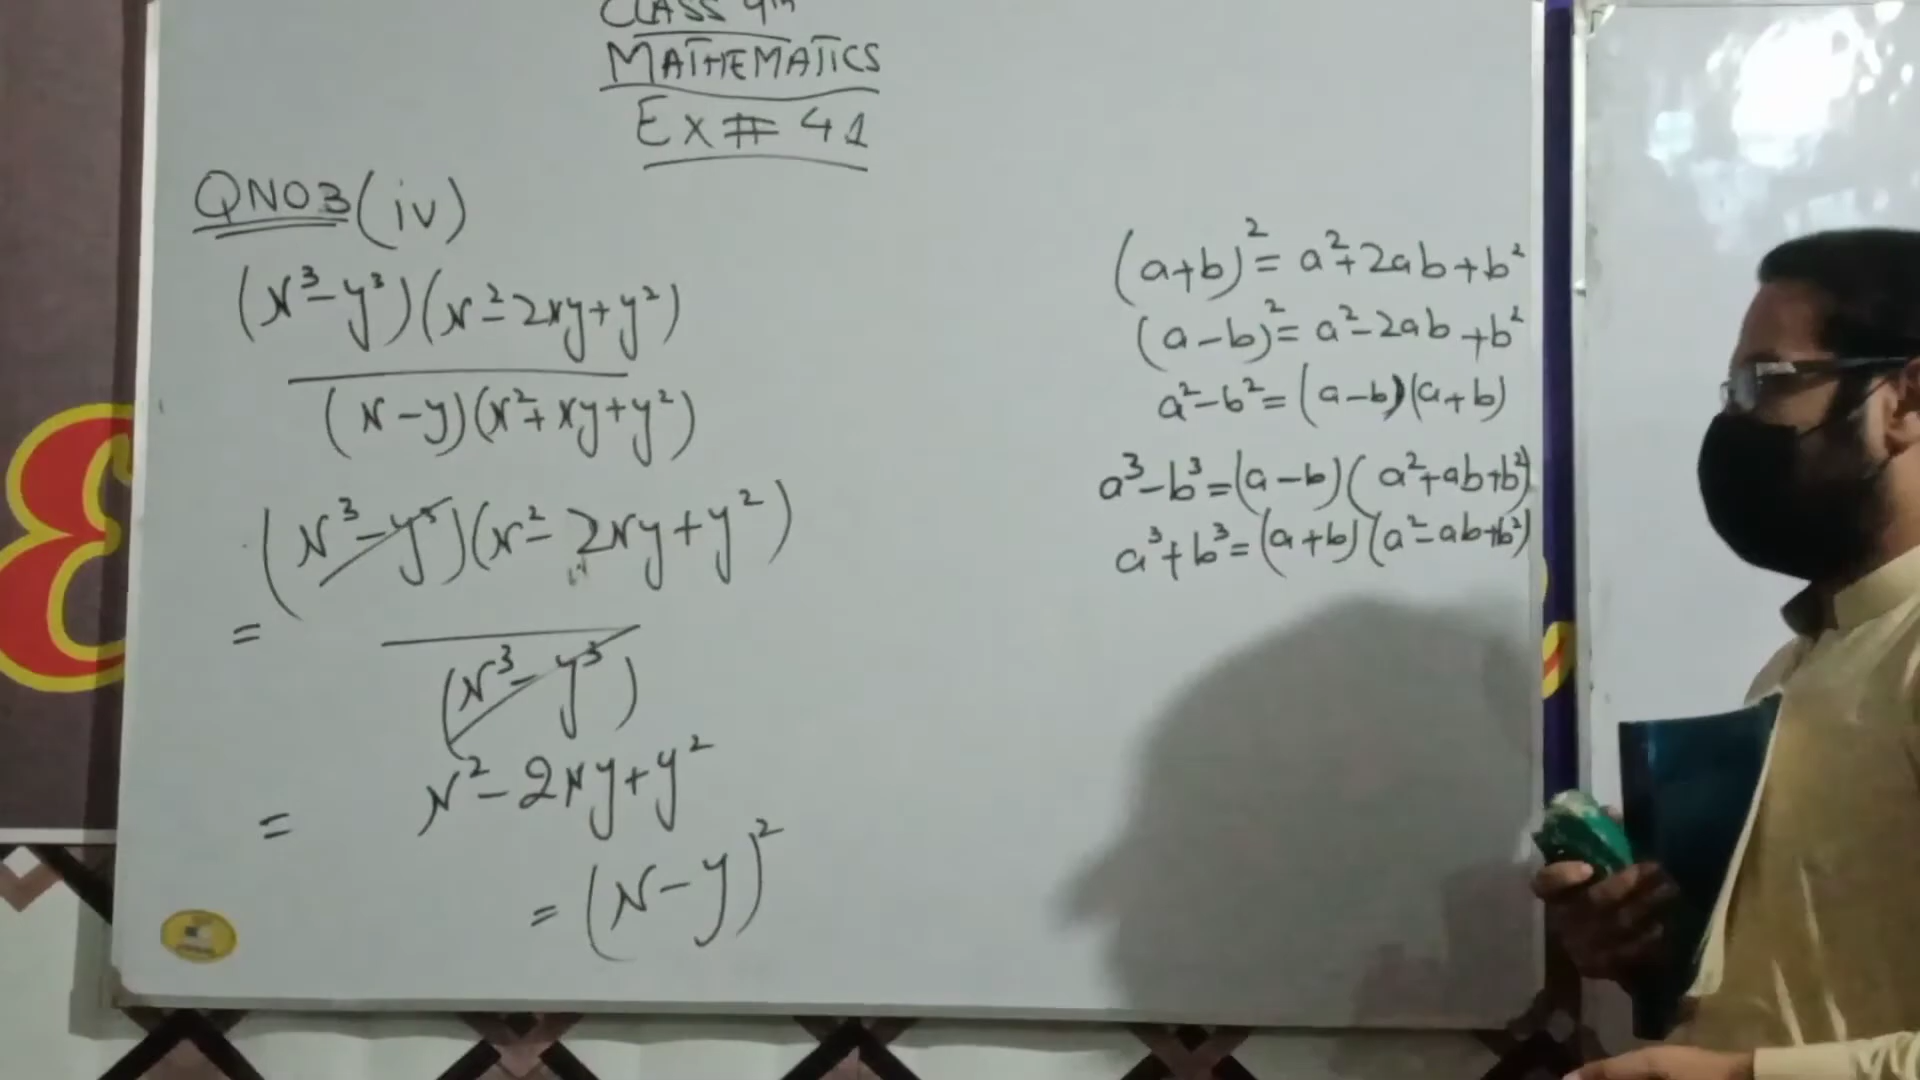 CLASS 9th
MATHEMATICS
Ex # 4.1
QNO3 (iv)
(x³-y³)(x²-2xy+y²)
(x-y)(x²+xy+y²)
(x³-y³)(x²-2xy+y²)
=
(x³-y³)
= x²-2xy+y²
= (x-y)²
(a+b)² = a²+2ab+b²
(a-b)² = a²-2ab+b²
a²-b² = (a-b)(a+b)
a³-b³ = (a-b)(a²+ab+b²)
a³+b³ = (a+b)(a²-ab+b²)